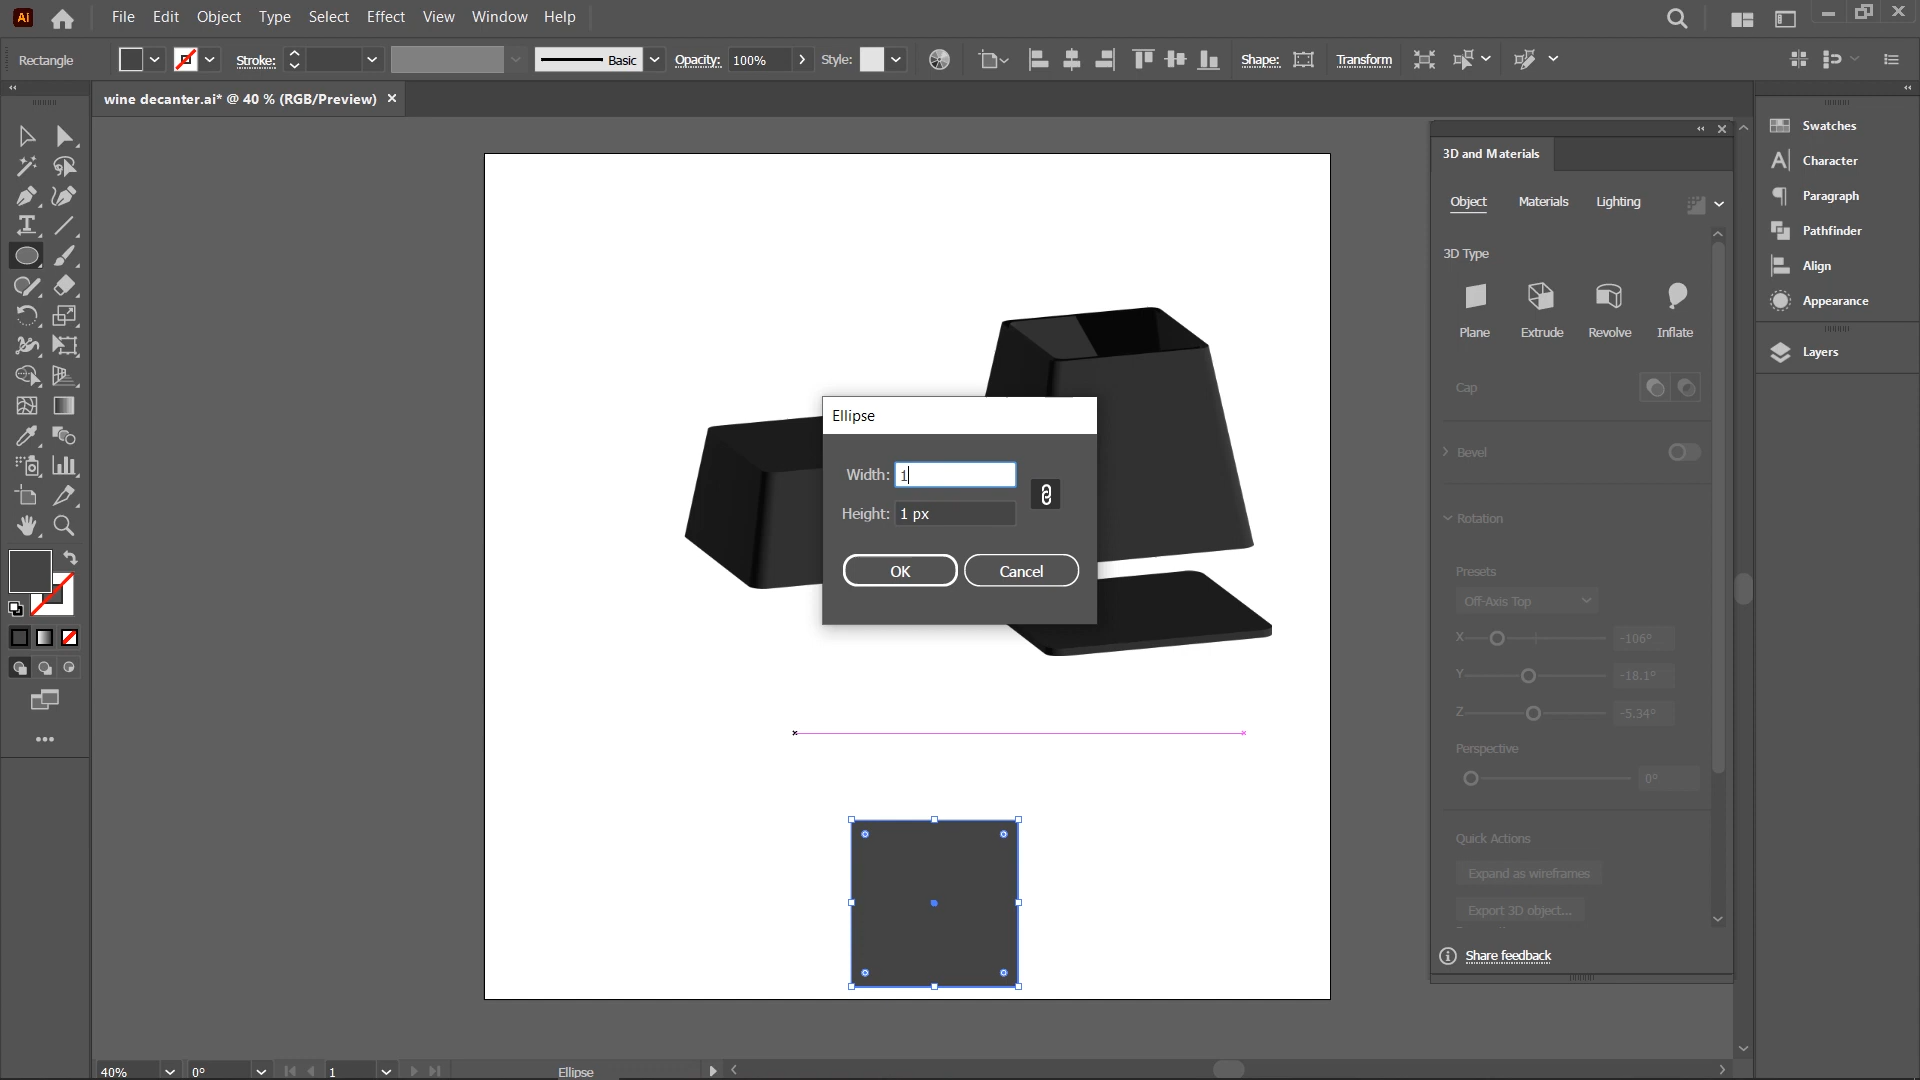 Ai File Edit Object Type Select Effect View Window Help
Rectangle Stroke: Basic Opacity: 100% Style: Shape: Transform
wine decanter.ai* @ 40 % (RGB/Preview)
3D and Materials
Object Materials Lighting
3D Type
Plane Extrude Revolve Inflate
Cap
Bevel
Rotation
Presets
Off-Axis Top
X -106°
Y -18.1°
Z -5.34°
Perspective
0°
Quick Actions
Expand as wireframes
Export 3D object...
Share feedback
Swatches
Character
Paragraph
Pathfinder
Align
Appearance
Layers
Ellipse
Width: 1
Height: 1 px
OK Cancel
40% 0° 1 Ellipse